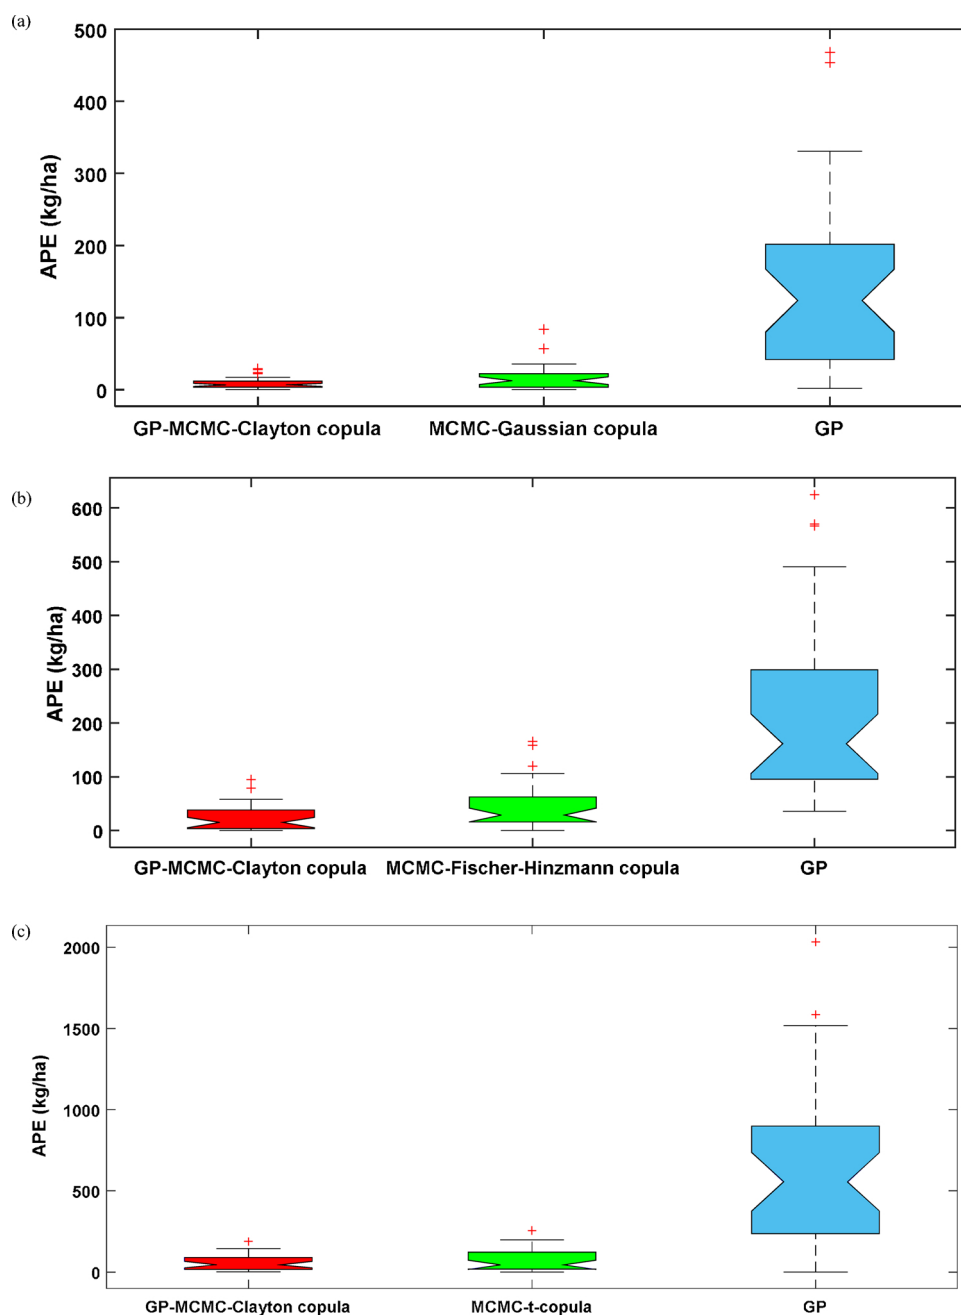 (a)
500
400
300
200
100
0
APE (kg/ha)
GP-MCMC-Clayton copula MCMC-Gaussian copula GP
(b)
600
500
400
300
200
100
0
APE (kg/ha)
GP-MCMC-Clayton copula MCMC-Fischer-Hinzmann copula GP
(c)
2000
1500
1000
500
0
APE (kg/ha)
GP-MCMC-Clayton copula MCMC-t-copula GP